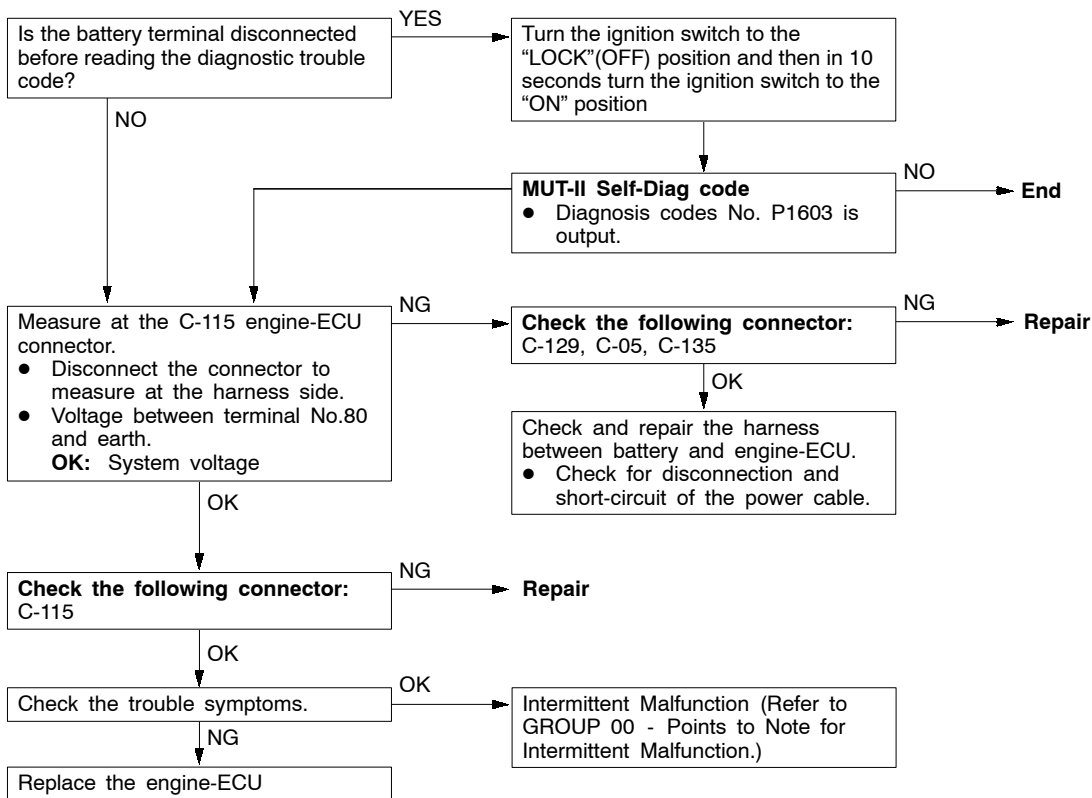 Is the battery terminal disconnected
before reading the diagnostic trouble
code?
YES
Turn the ignition switch to the
“LOCK”(OFF) position and then in 10
seconds turn the ignition switch to the
“ON” position
NO
MUT-II Self-Diag code
● Diagnosis codes No. P1603 is
output.
NO
End
Measure at the C-115 engine-ECU
connector.
● Disconnect the connector to
measure at the harness side.
● Voltage between terminal No.80
and earth.
OK: System voltage
NG
Check the following connector:
C-129, C-05, C-135
NG
Repair
OK
Check and repair the harness
between battery and engine-ECU.
● Check for disconnection and
short-circuit of the power cable.
OK
Check the following connector:
C-115
NG
Repair
OK
Check the trouble symptoms.
OK
Intermittent Malfunction (Refer to
GROUP 00 - Points to Note for
Intermittent Malfunction.)
NG
Replace the engine-ECU